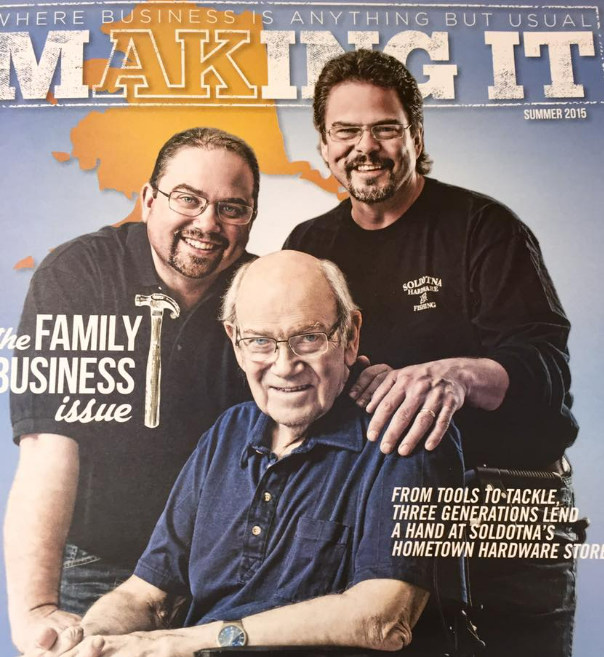 WHERE BUSINESS IS ANYTHING BUT USUAL
MAKING IT
SUMMER 2015
SOLDOTNA
HARDWARE
&
FISHING
the FAMILY
BUSINESS
issue
FROM TOOLS TO TACKLE,
THREE GENERATIONS LEND
A HAND AT SOLDOTNA'S
HOMETOWN HARDWARE STORE